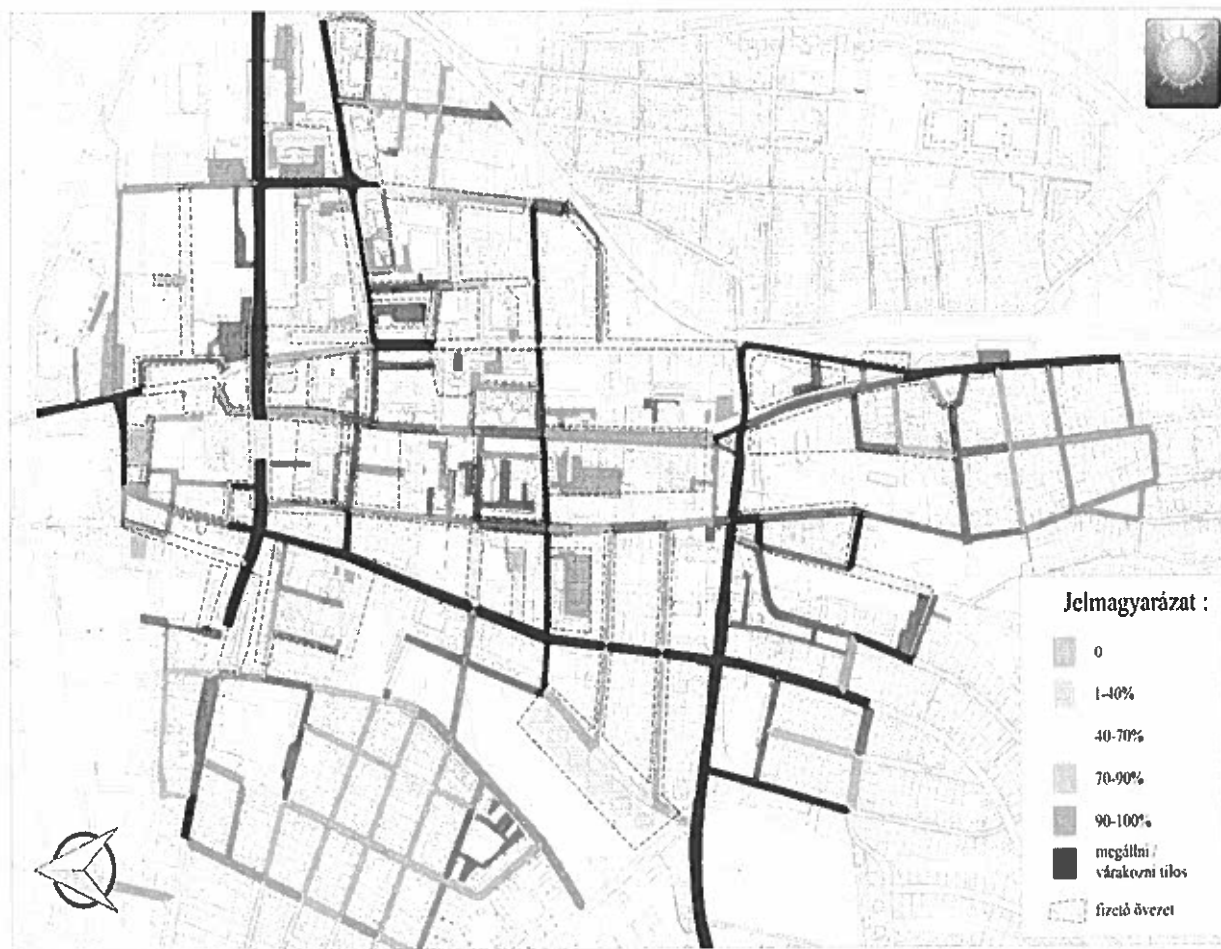 Jelmagyarázat :
0
1-40%
40-70%
70-90%
90-100%
megállni /
várakozni tilos
fizető övezet